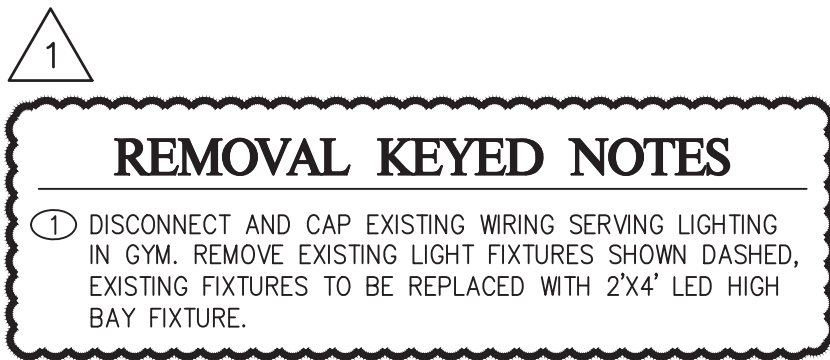 1
REMOVAL KEYED NOTES
1 DISCONNECT AND CAP EXISTING WIRING SERVING LIGHTING
IN GYM. REMOVE EXISTING LIGHT FIXTURES SHOWN DASHED,
EXISTING FIXTURES TO BE REPLACED WITH 2'X4' LED HIGH
BAY FIXTURE.